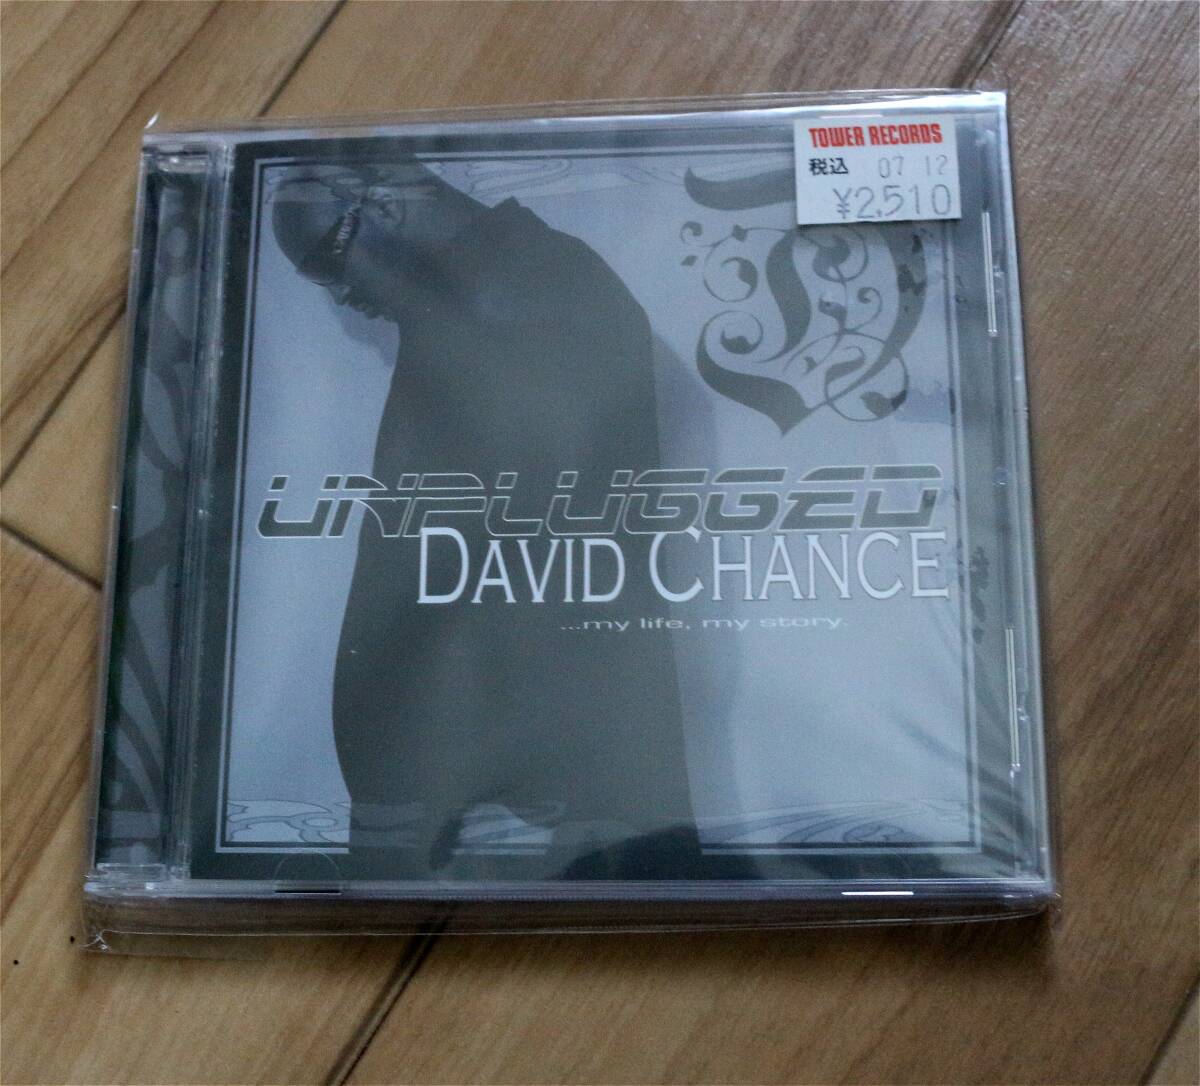 TOWER RECORDS
税込 07 12
¥2,510
UNPLUGGED
DAVID CHANCE
...my life, my story.